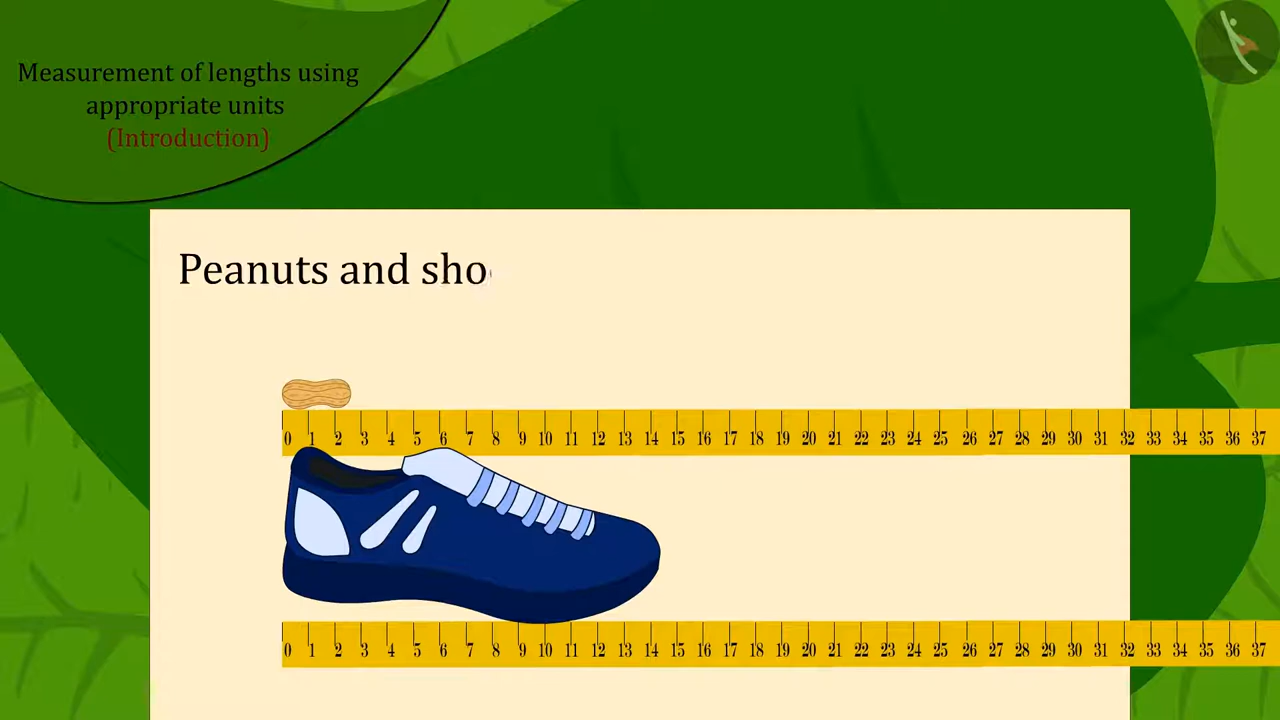 Measurement of lengths using
appropriate units
(Introduction)
Peanuts and sho
0 1 2 3 4 5 6 7 8 9 10 11 12 13 14 15 16 17 18 19 20 21 22 23 24 25 26 27 28 29 30 31 32 33 34 35 36 37
0 1 2 3 4 5 6 7 8 9 10 11 12 13 14 15 16 17 18 19 20 21 22 23 24 25 26 27 28 29 30 31 32 33 34 35 36 37